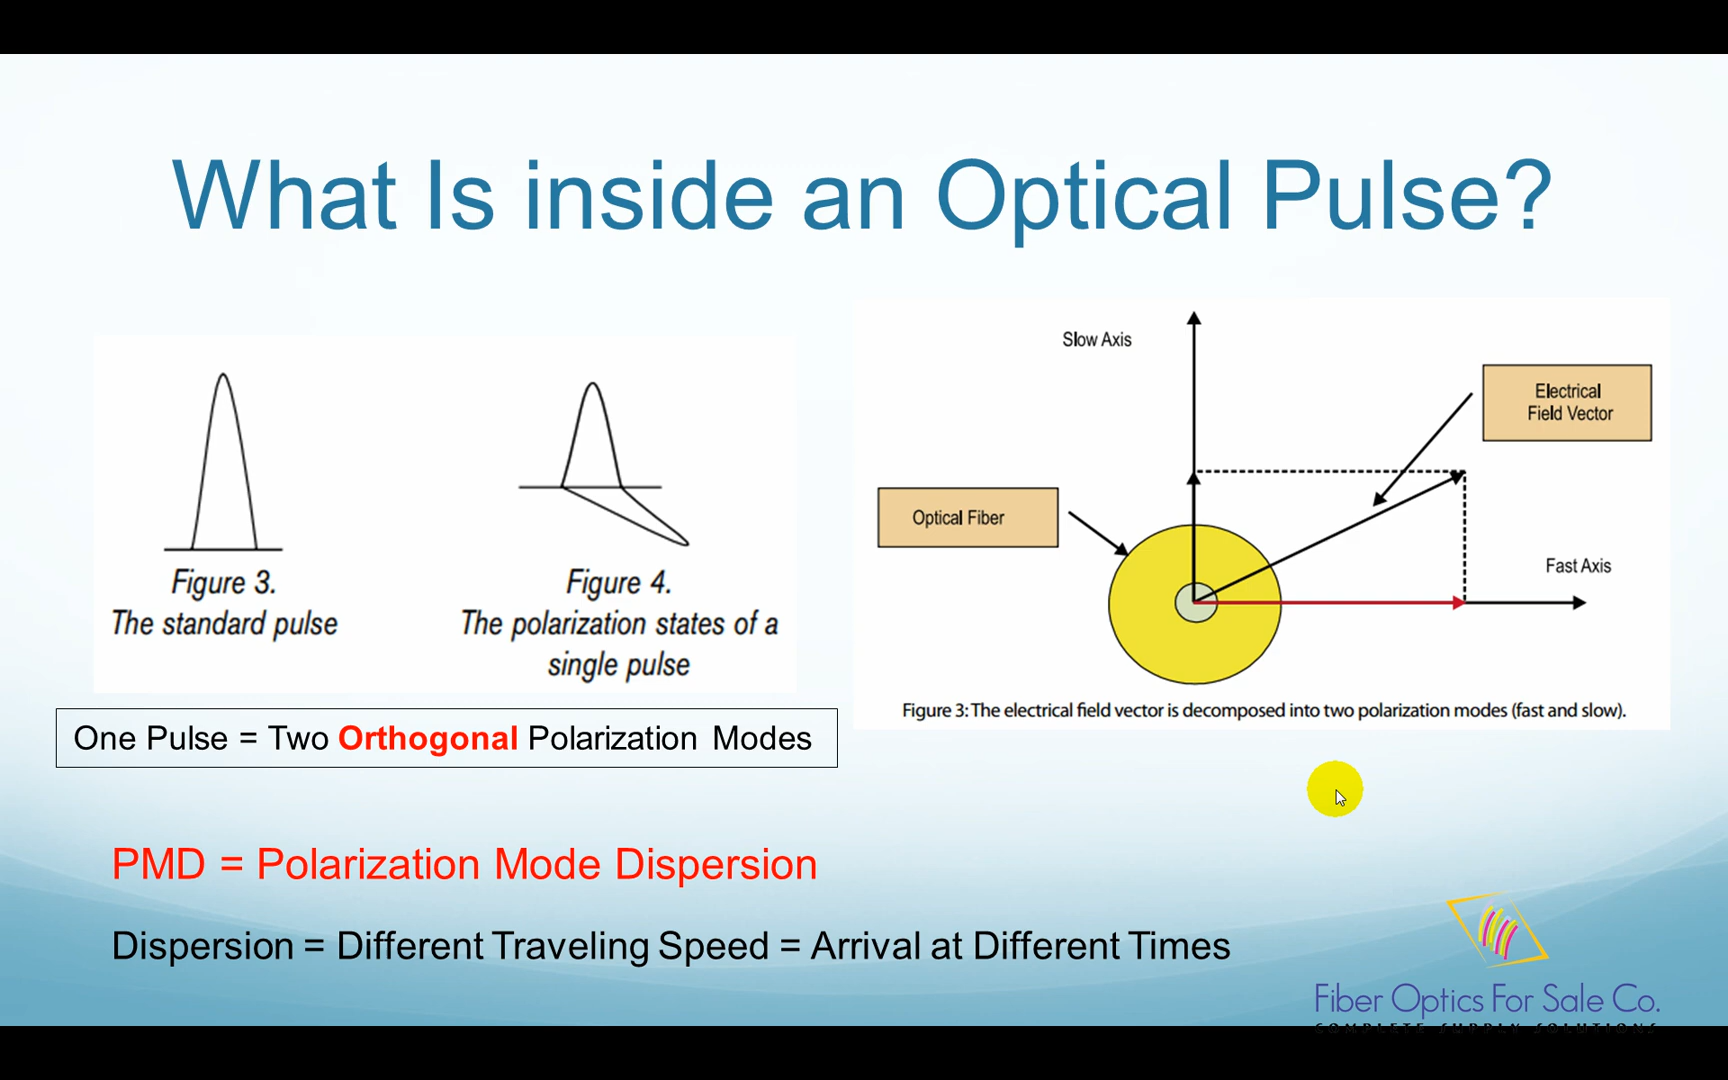 What Is inside an Optical Pulse?
Figure 3.
The standard pulse
Figure 4.
The polarization states of a
single pulse
Slow Axis
Electrical
Field Vector
Optical Fiber
Fast Axis
Figure 3: The electrical field vector is decomposed into two polarization modes (fast and slow).
One Pulse = Two Orthogonal Polarization Modes
PMD = Polarization Mode Dispersion
Dispersion = Different Traveling Speed = Arrival at Different Times
Fiber Optics For Sale Co.
COMPLETE SUPPLY SOLUTIONS